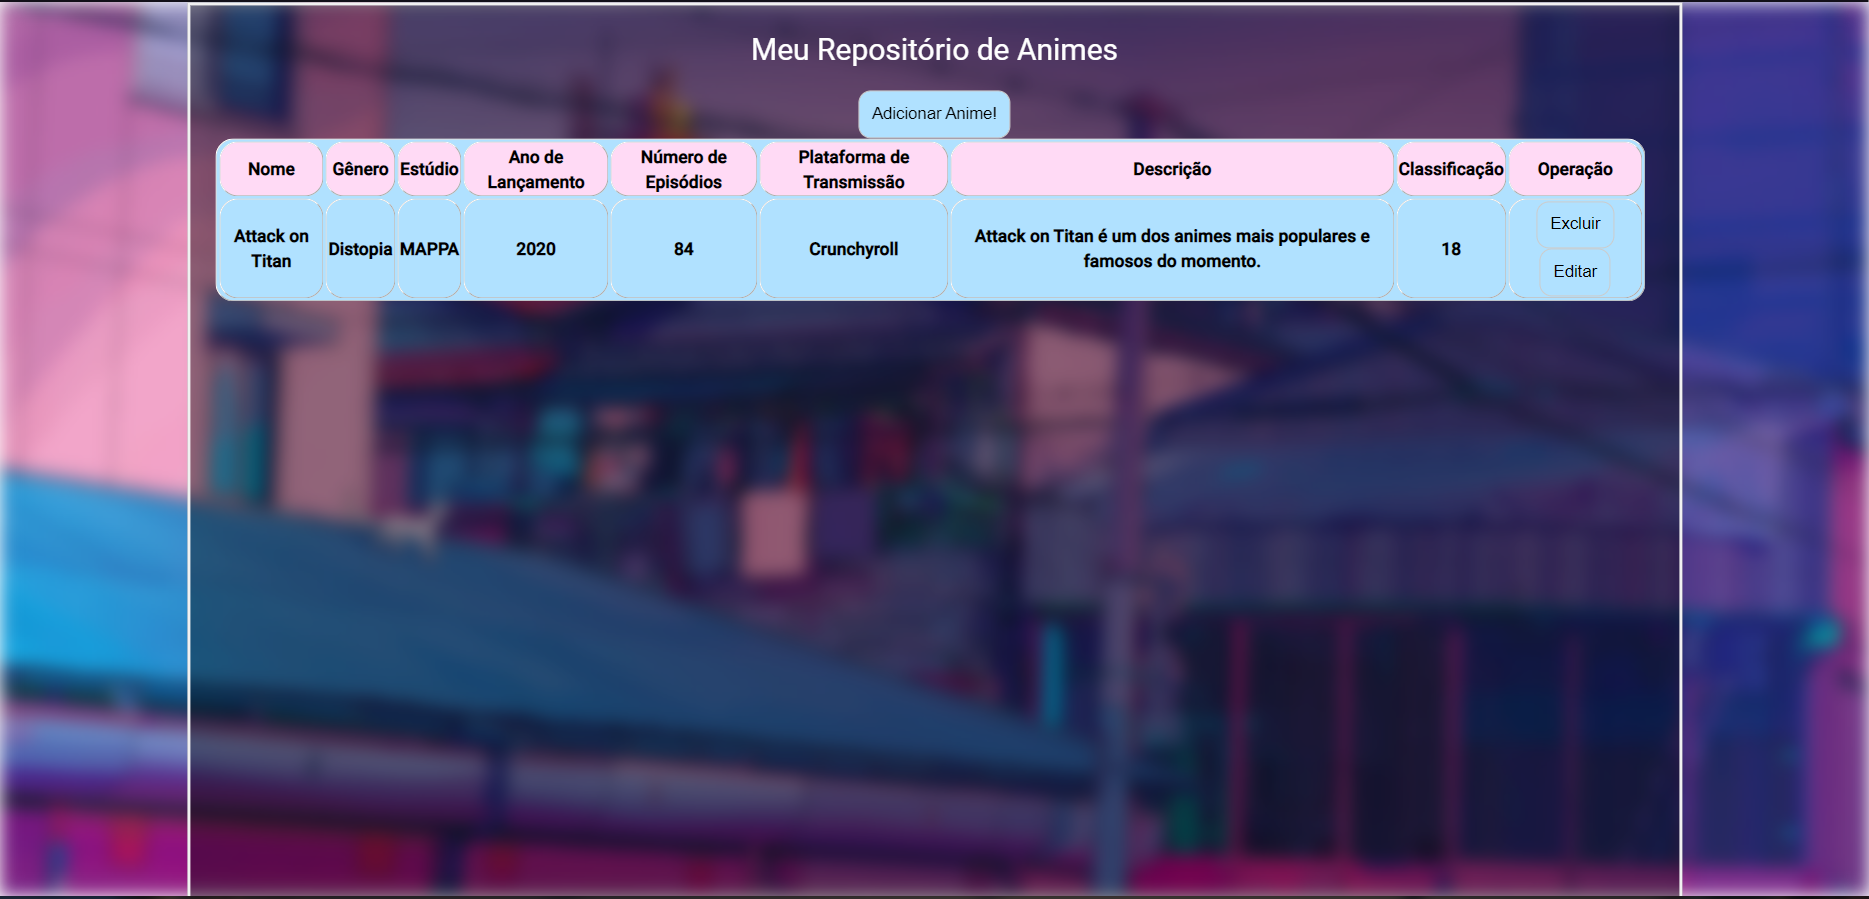 Meu Repositório de Animes
Adicionar Anime!
Nome
Gênero
Estúdio
Ano de
Lançamento
Número de
Episódios
Plataforma de
Transmissão
Descrição
Classificação
Operação
Attack on
Titan
Distopia
MAPPA
2020
84
Crunchyroll
Attack on Titan é um dos animes mais populares e
famosos do momento.
18
Excluir
Editar